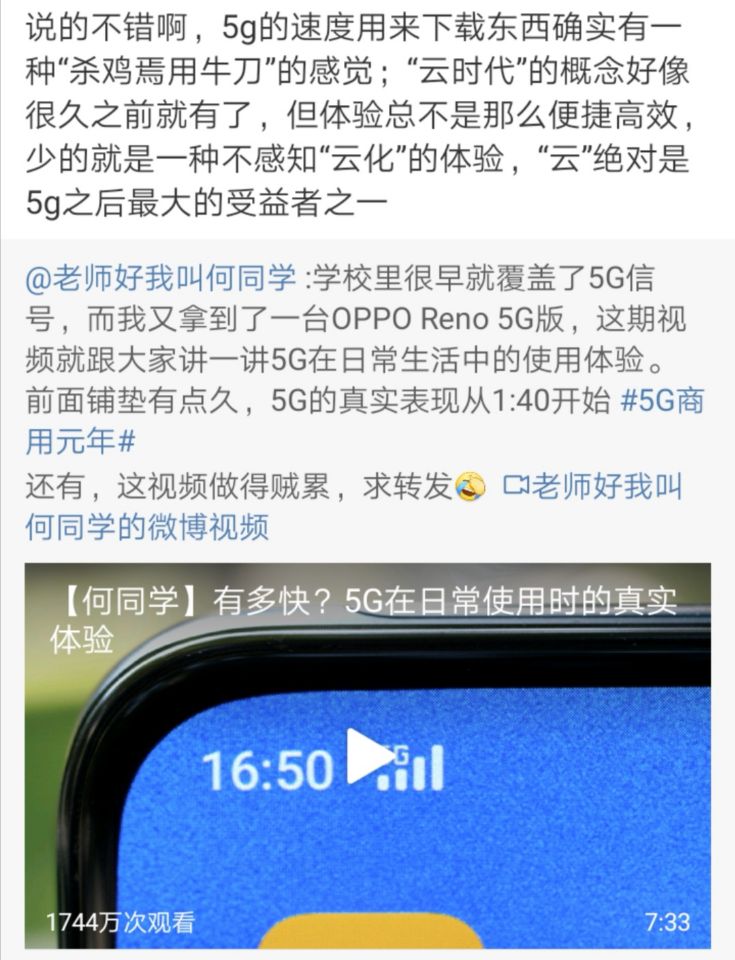 说的不错啊，5g的速度用来下载东西确实有一
种“杀鸡焉用牛刀”的感觉；“云时代”的概念好像
很久之前就有了，但体验总不是那么便捷高效，
少的就是一种不感知“云化”的体验，“云”绝对是
5g之后最大的受益者之一
@老师好我叫何同学 :学校里很早就覆盖了5G信
号，而我又拿到了一台OPPO Reno 5G版，这期视
频就跟大家讲一讲5G在日常生活中的使用体验。
前面铺垫有点久，5G的真实表现从1:40开始 #5G商
用元年#
还有，这视频做得贼累，求转发🤣 老师好我叫
何同学的微博视频
【何同学】有多快？5G在日常使用时的真实
体验
16:50 5G
1744万次观看 7:33